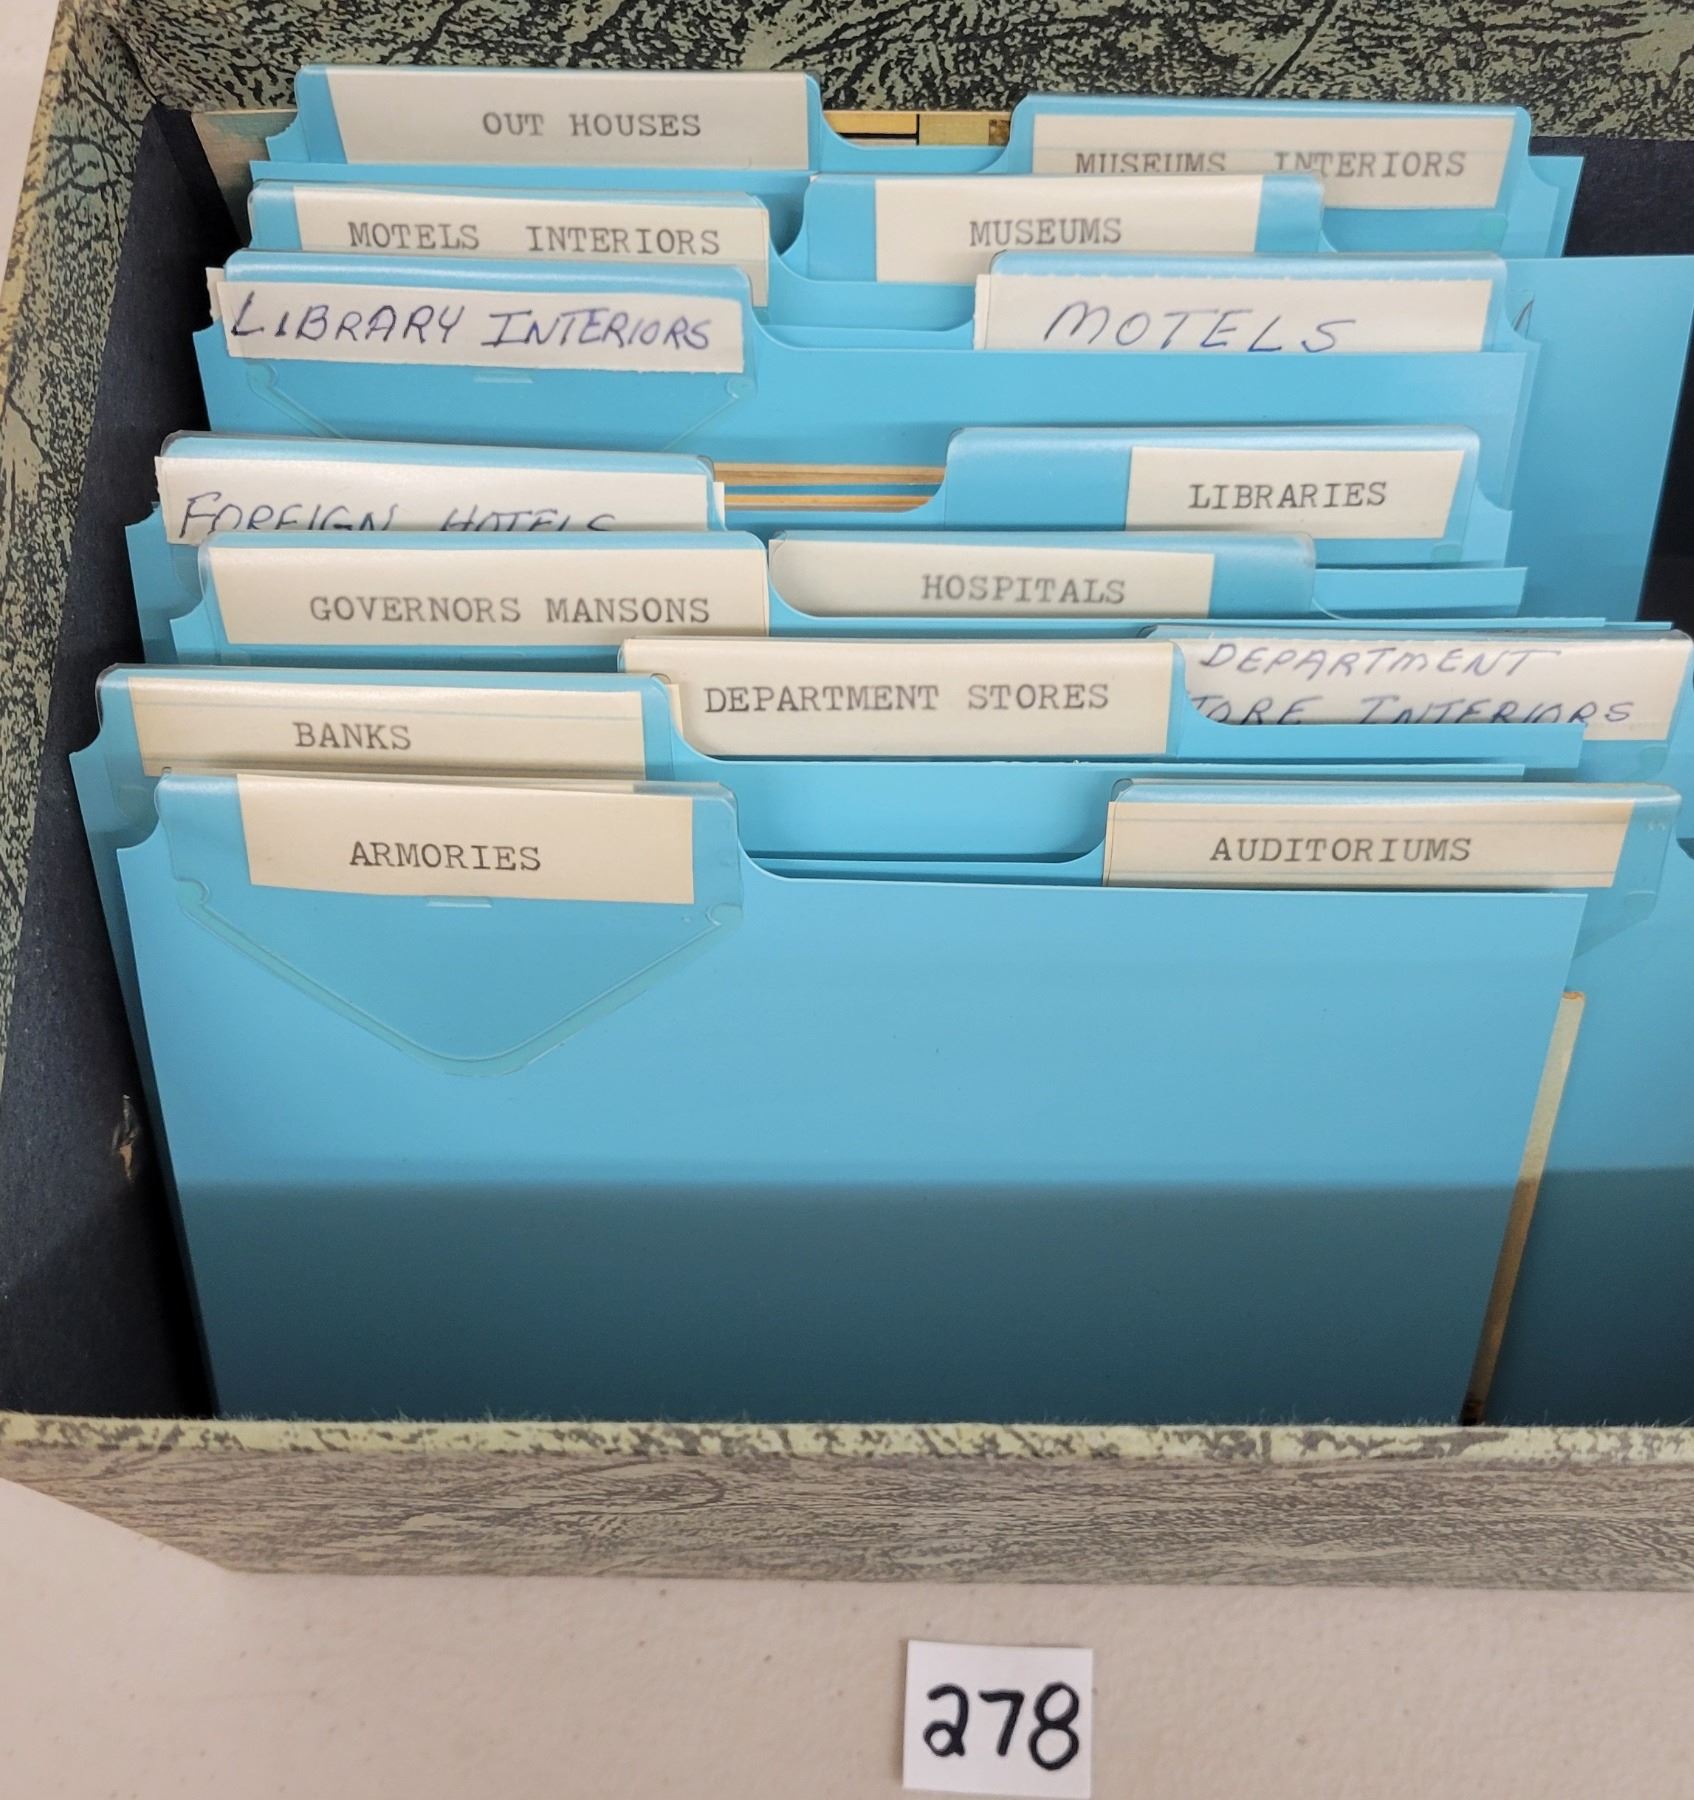 OUT HOUSES
MUSEUMS INTERIORS
MOTELS INTERIORS
MUSEUMS
LIBRARY INTERIORS
MOTELS
FOREIGN HOTELS
LIBRARIES
GOVERNORS MANSONS
HOSPITALS
DEPARTMENT
TORE INTERIORS
DEPARTMENT STORES
BANKS
ARMORIES
AUDITORIUMS
278